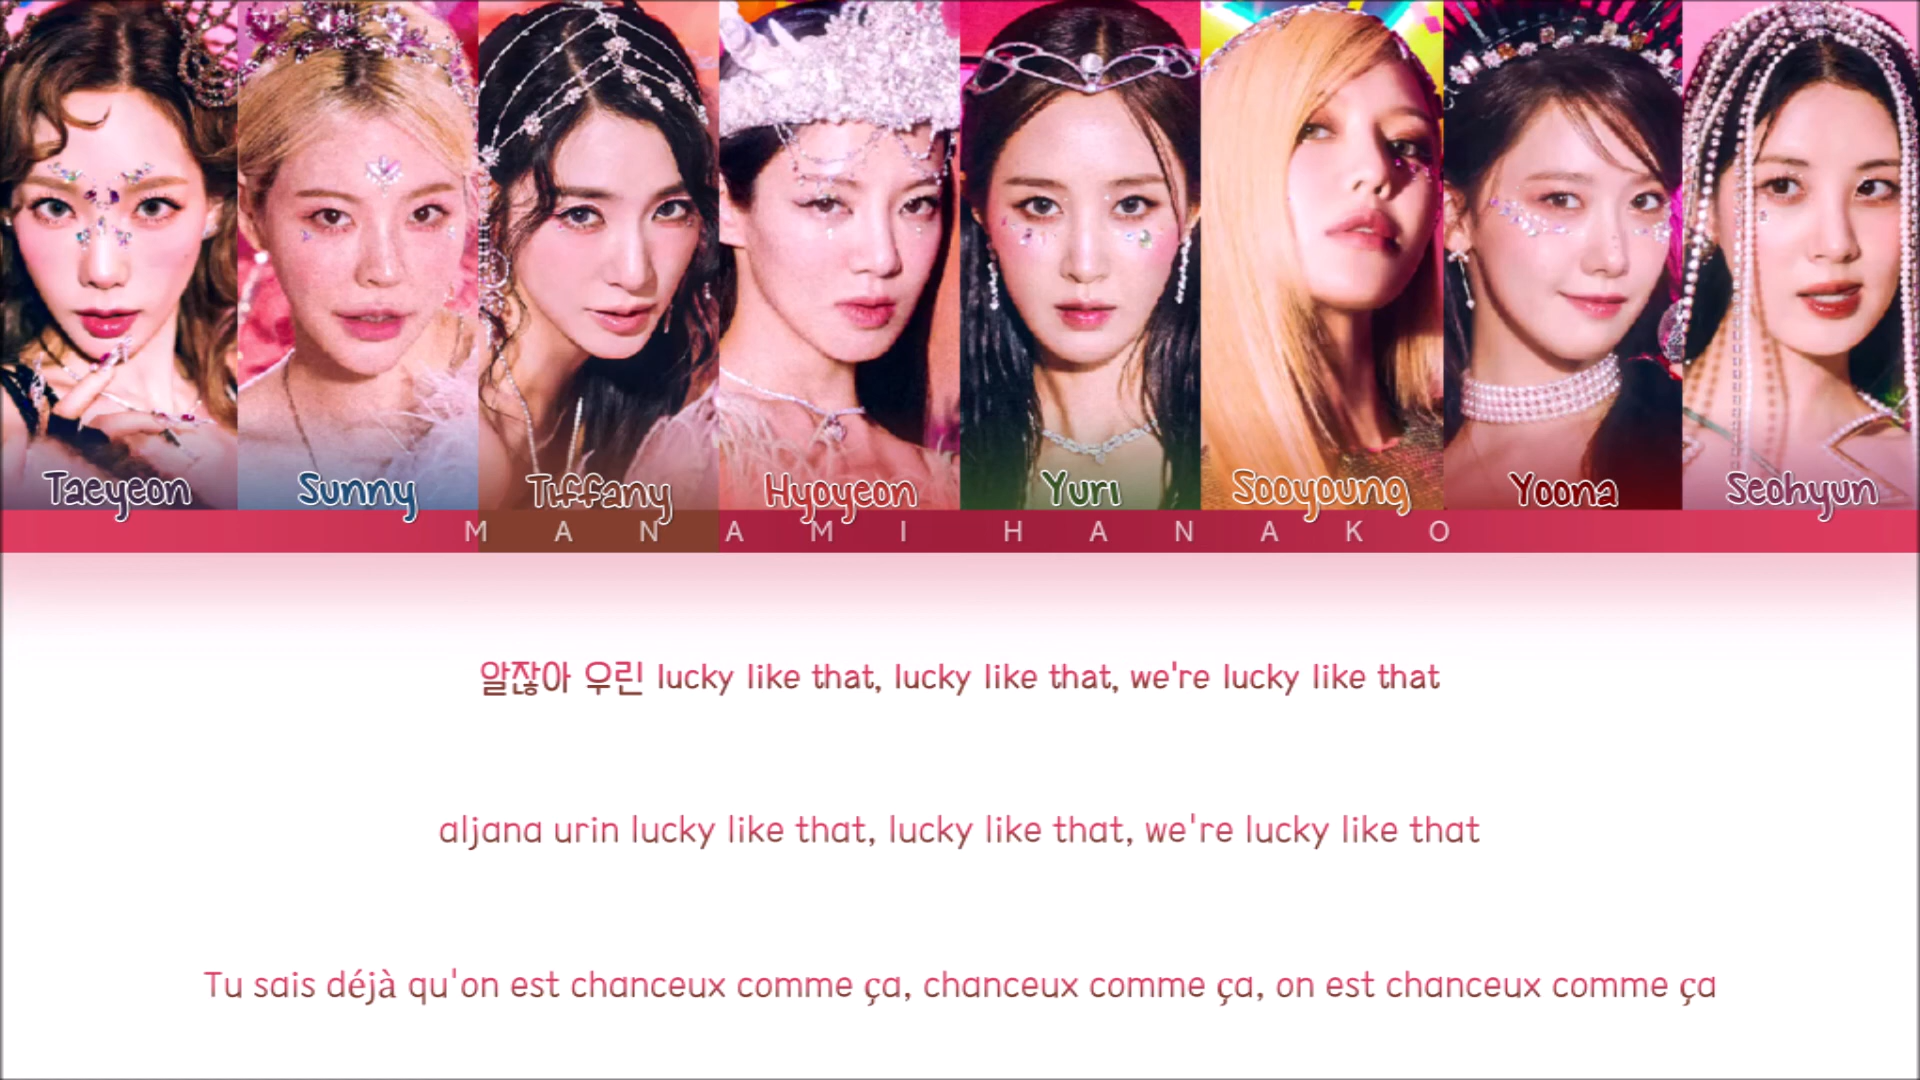 Taeyeon Sunny Tiffany Hyoyeon Yuri Sooyoung Yoona Seohyun
MANAMI HANAKO
알잖아 우린 lucky like that, lucky like that, we're lucky like that
aljana urin lucky like that, lucky like that, we're lucky like that
Tu sais déjà qu'on est chanceux comme ça, chanceux comme ça, on est chanceux comme ça